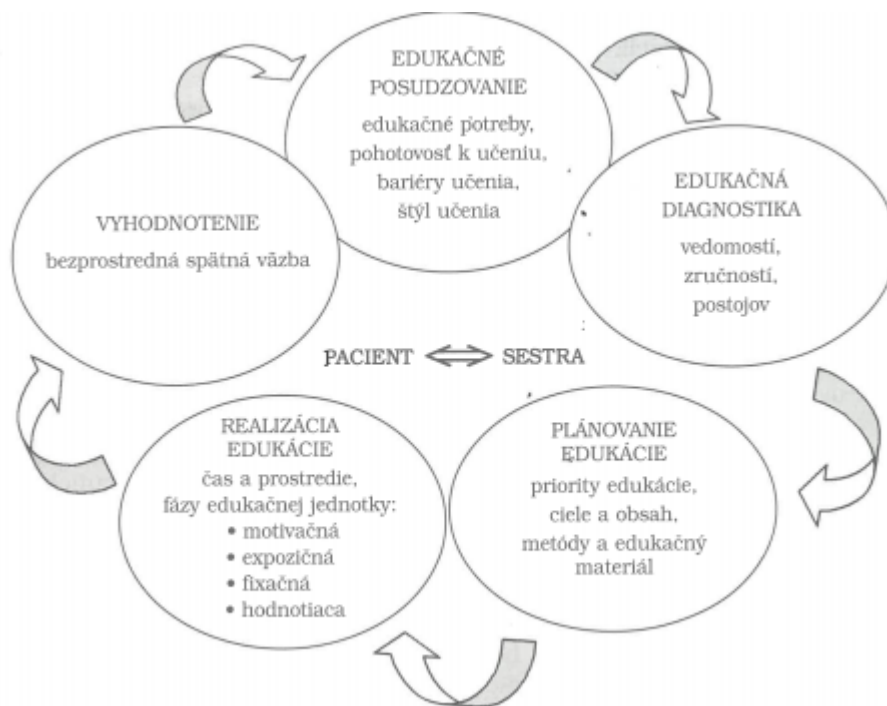 EDUKAČNÉ
POSUDZOVANIE
edukačné potreby,
pohotovosť k učeniu,
bariéry učenia,
štýl učenia
EDUKAČNÁ
DIAGNOSTIKA
vedomostí,
zručností,
postojov
PLÁNOVANIE
EDUKÁCIE
priority edukácie,
ciele a obsah,
metódy a edukačný
materiál
REALIZÁCIA
EDUKÁCIE
čas a prostredie,
fázy edukačnej jednotky:
• motivačná
• expozičná
• fixačná
• hodnotiaca
VYHODNOTENIE
bezprostredná spätná väzba
PACIENT ⟺ SESTRA